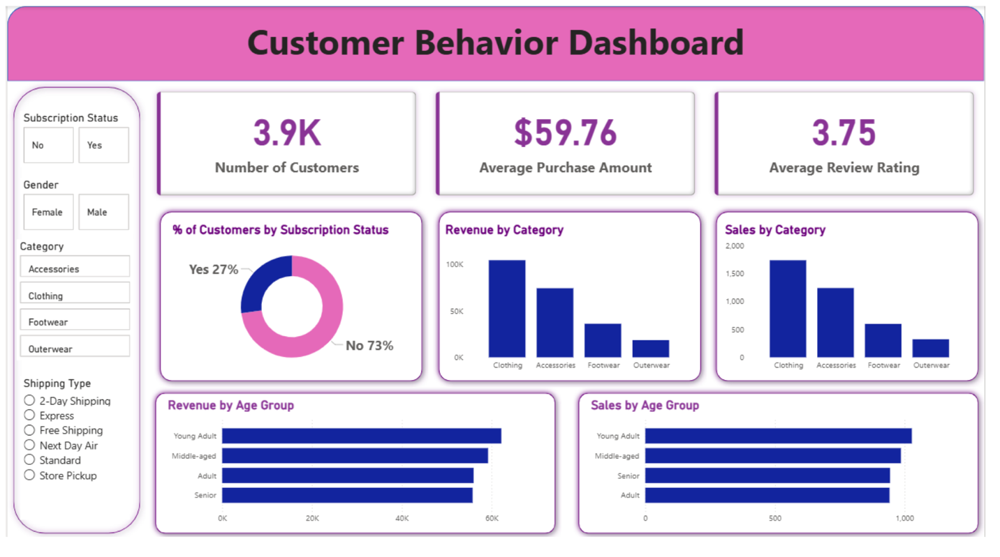 Customer Behavior Dashboard
Subscription Status
No
Yes
Gender
Female
Male
Category
Accessories
Clothing
Footwear
Outerwear
Shipping Type
2-Day Shipping
Express
Free Shipping
Next Day Air
Standard
Store Pickup
3.9K
Number of Customers
$59.76
Average Purchase Amount
3.75
Average Review Rating
% of Customers by Subscription Status
Yes 27%
No 73%
Revenue by Category
100K
50K
0K
Clothing
Accessories
Footwear
Outerwear
Sales by Category
2,000
1,500
1,000
500
0
Clothing
Accessories
Footwear
Outerwear
Revenue by Age Group
Young Adult
Middle-aged
Adult
Senior
0K
20K
40K
60K
Sales by Age Group
Young Adult
Middle-aged
Senior
Adult
0
500
1,000